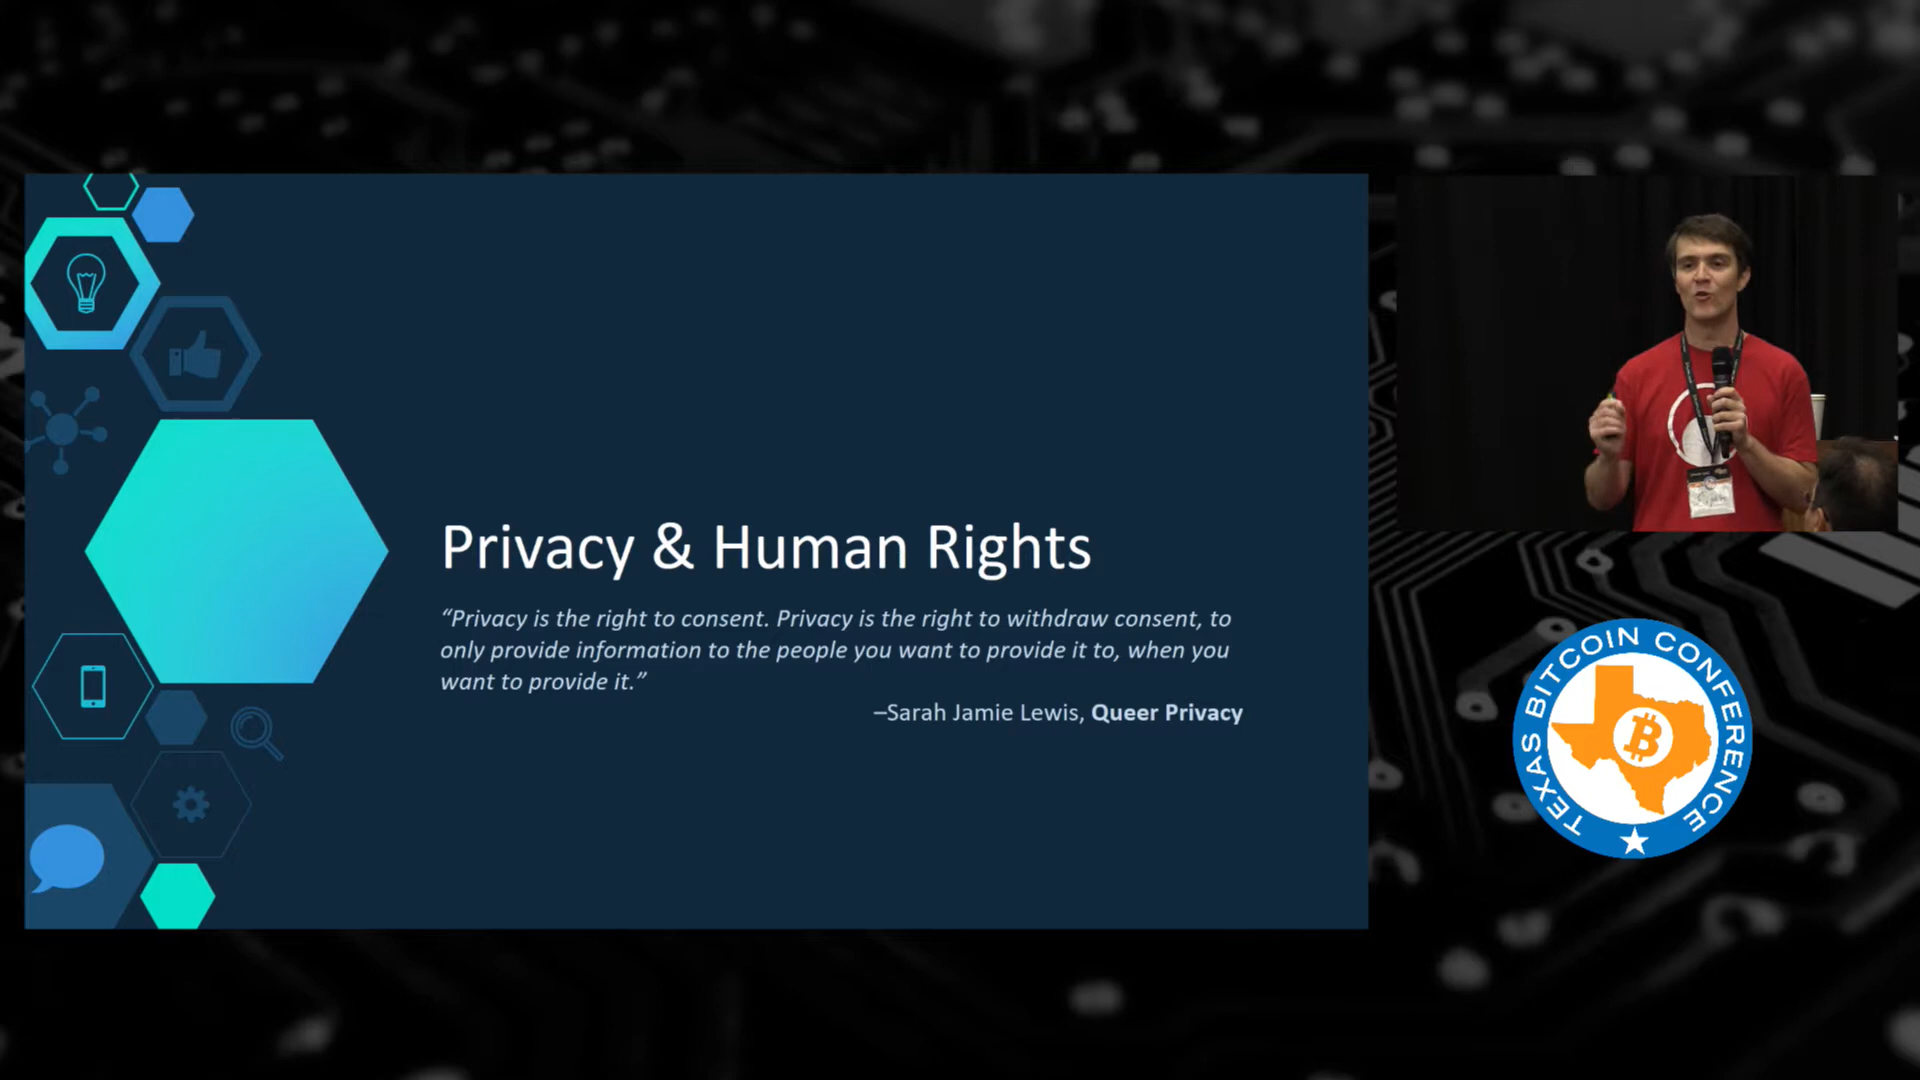 Privacy & Human Rights
“Privacy is the right to consent. Privacy is the right to withdraw consent, to
only provide information to the people you want to provide it to, when you
want to provide it.”
–Sarah Jamie Lewis, Queer Privacy
TEXAS BITCOIN CONFERENCE